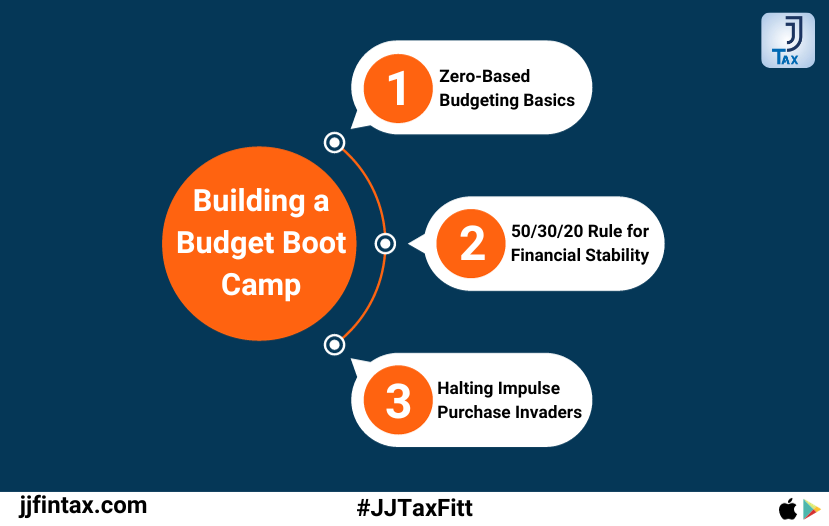 J
Tax
1
Zero-Based
Budgeting Basics
Building a
Budget Boot
Camp
2
50/30/20 Rule for
Financial Stability
3
Halting Impulse
Purchase Invaders
jjfintax.com
#JJTaxFitt